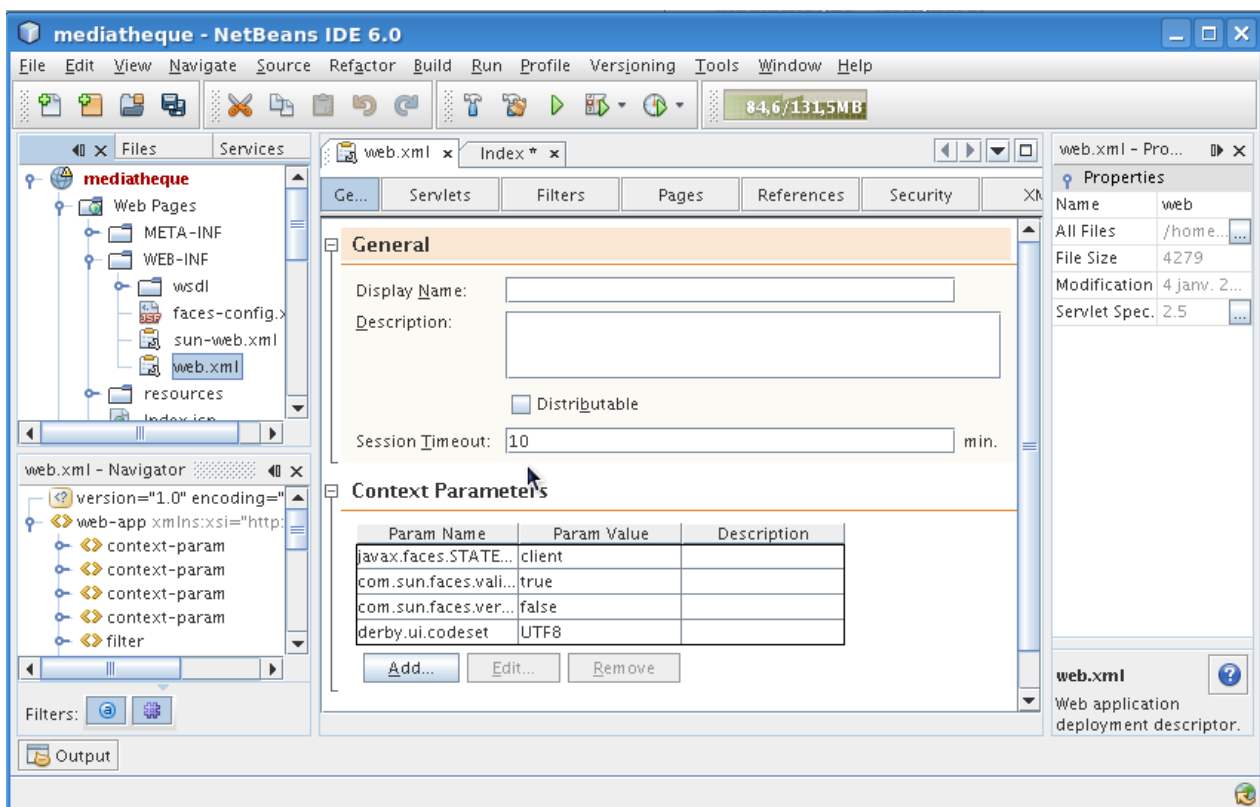 mediatheque - NetBeans IDE 6.0
File Edit View Navigate Source Refactor Build Run Profile Versioning Tools Window Help
84,6/131,5MB
Files Services
mediatheque
Web Pages
META-INF
WEB-INF
wsdl
faces-config.x
sun-web.xml
web.xml
resources
Index.jsp
web.xml - Navigator
version="1.0" encoding="
web-app xmlns:xsi="http:
context-param
context-param
context-param
context-param
filter
Filters:
Output
web.xml Index *
Ge... Servlets Filters Pages References Security XM
General
Display Name:
Description:
Distributable
Session Timeout: 10 min.
Context Parameters
Param Name Param Value Description
javax.faces.STATE... client
com.sun.faces.vali... true
com.sun.faces.ver... false
derby.ui.codeset UTF8
Add... Edit... Remove
web.xml - Pro...
Properties
Name web
All Files /home... ...
File Size 4279
Modification 4 janv. 2...
Servlet Spec. 2.5 ...
web.xml
Web application
deployment descriptor.